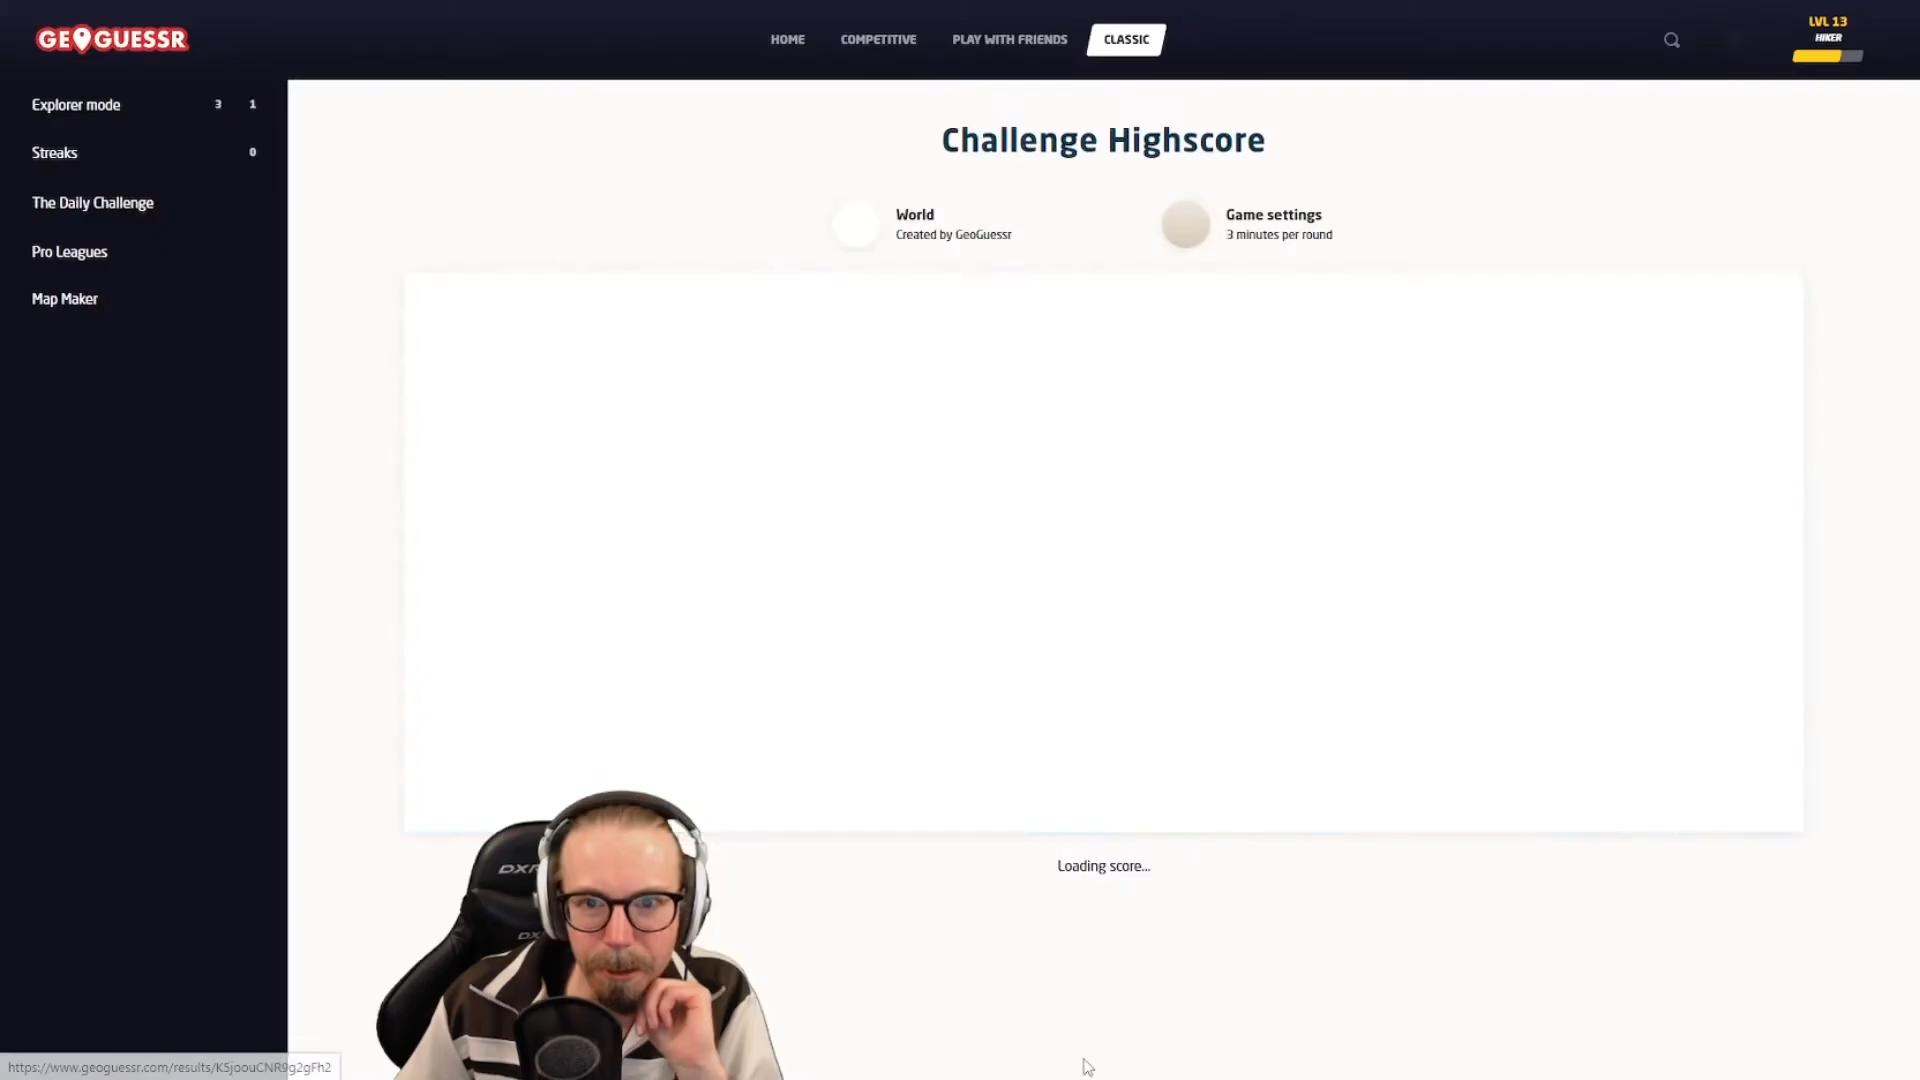 GEOGUESSR
HOME
COMPETITIVE
PLAY WITH FRIENDS
CLASSIC
LVL 13
HIKER
Explorer mode 3 1
Streaks 0
The Daily Challenge
Pro Leagues
Map Maker
Challenge Highscore
World
Created by GeoGuessr
Game settings
3 minutes per round
Loading score...
DXR
DX
https://www.geoguessr.com/results/KSjoouCNR9g2gFh2